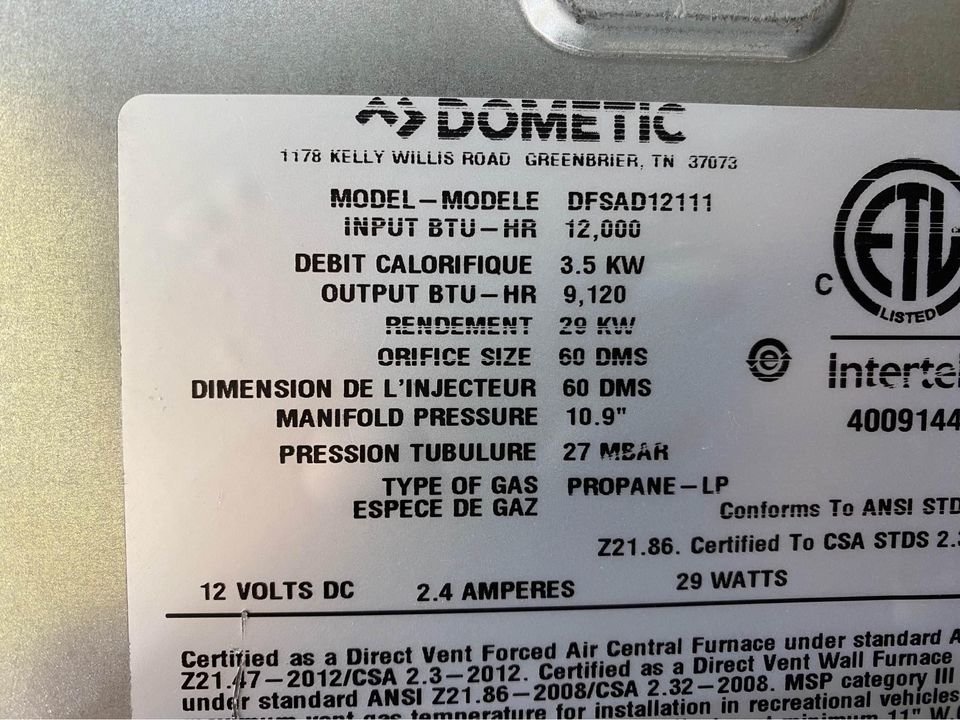 DOMETIC
1178 KELLY WILLIS ROAD GREENBRIER, TN 37073
MODEL-MODELE DFSAD12111
INPUT BTU-HR 12,000
DEBIT CALORIFIQUE 3.5 KW
OUTPUT BTU-HR 9,120
RENDEMENT 29 KW
ORIFICE SIZE 60 DMS
DIMENSION DE L'INJECTEUR 60 DMS
MANIFOLD PRESSURE 10.9"
PRESSION TUBULURE 27 MBAR
TYPE OF GAS PROPANE-LP
ESPECE DE GAZ
C ETL
LISTED
Intertek
4009144
Conforms To ANSI STD
Z21.86. Certified To CSA STDS 2.3
12 VOLTS DC 2.4 AMPERES 29 WATTS
Certified as a Direct Vent Forced Air Central Furnace under standard A
Z21.47-2012/CSA 2.3-2012. Certified as a Direct Vent Wall Furnace
under standard ANSI Z21.86-2008/CSA 2.32-2008. MSP category III
maximum vent gas temperature for installation in recreational vehicles
minimum 11" W.C